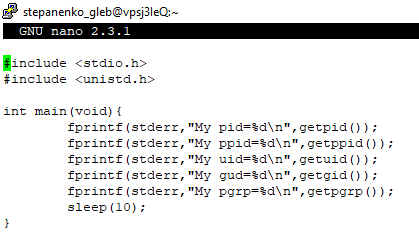 stepanenko_gleb@vpsj3leQ:~
GNU nano 2.3.1
#include <stdio.h>
#include <unistd.h>
int main(void){
fprintf(stderr,"My pid=%d\n",getpid());
fprintf(stderr,"My ppid=%d\n",getppid());
fprintf(stderr,"My uid=%d\n",getuid());
fprintf(stderr,"My gud=%d\n",getgid());
fprintf(stderr,"My pgrp=%d\n",getpgrp());
sleep(10);
}